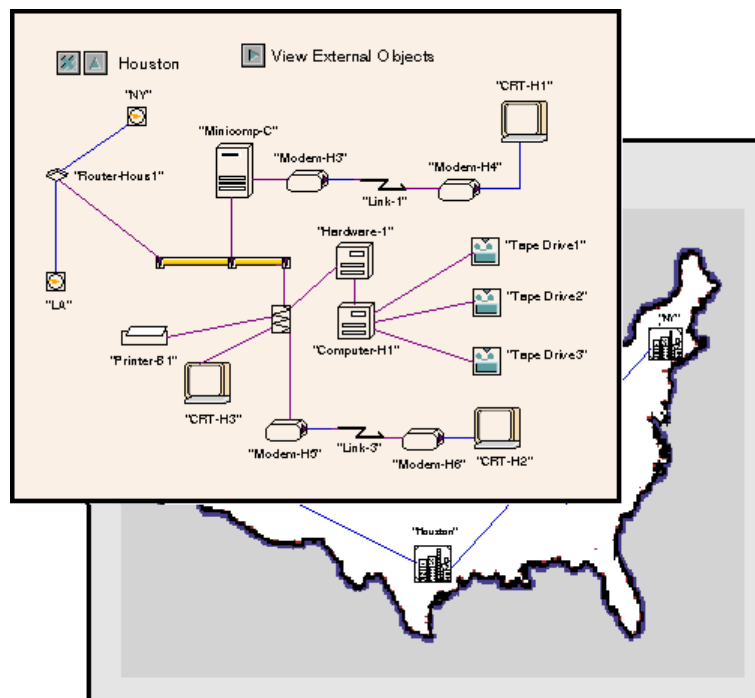 Houston
View External Objects
"CRT-H1"
"NY"
"Minicomp-C"
"Modem-H3"
"Modem-H4"
"Router-Hous1"
"Link-1"
"Hardware-1"
"Tape Drive1"
"LA"
"Tape Drive2"
"Printer-B1"
"Computer-H1"
"Tape Drive3"
"CRT-H3"
"Link-3"
"Modem-H5"
"Modem-H6"
"CRT-H2"
"NY"
"Houston"